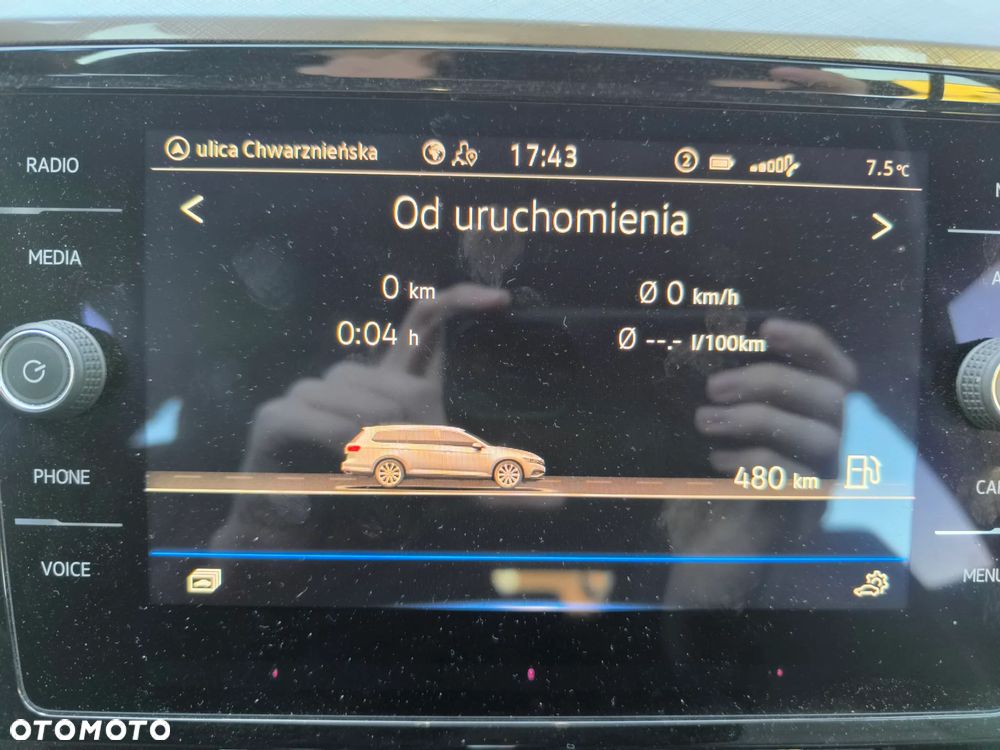 RADIO
MEDIA
PHONE
VOICE
ulica Chwarznieńska
17:43
2
7.5 °C
< Od uruchomienia >
0 km
Ø 0 km/h
0:04 h
Ø --.- l/100km
480 km
MENU
OTOMOTO